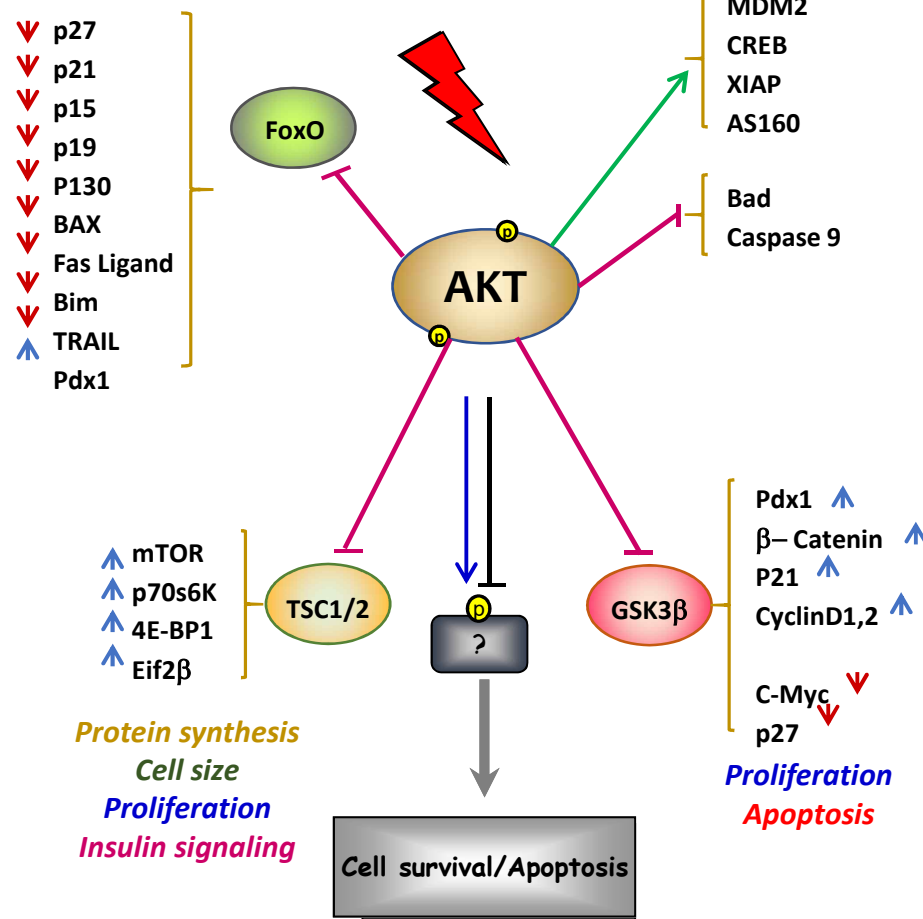 p27
p21
p15
p19
P130
BAX
Fas Ligand
Bim
TRAIL
Pdx1
FoxO
MDM2
CREB
XIAP
AS160
Bad
Caspase 9
p
AKT
p
mTOR
p70s6K
4E-BP1
Eif2β
TSC1/2
p
?
GSK3β
Pdx1
β– Catenin
P21
CyclinD1,2
C-Myc
p27
Protein synthesis
Cell size
Proliferation
Insulin signaling
Proliferation
Apoptosis
Cell survival/Apoptosis